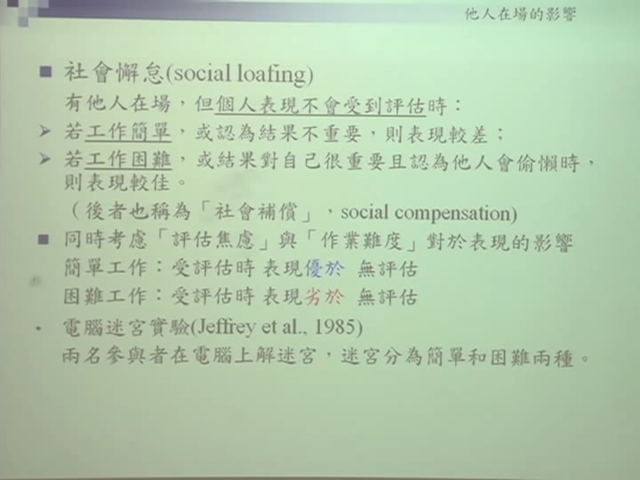 他人在場的影響
■ 社會懈怠(social loafing)
有他人在場，但個人表現不會受到評估時：
➢ 若工作簡單，或認為結果不重要，則表現較差；
➢ 若工作困難，或結果對自己很重要且認為他人會偷懶時，
則表現較佳。
（後者也稱為「社會補償」，social compensation)
■ 同時考慮「評估焦慮」與「作業難度」對於表現的影響
簡單工作：受評估時 表現優於 無評估
困難工作：受評估時 表現劣於 無評估
• 電腦迷宮實驗(Jeffrey et al., 1985)
兩名參與者在電腦上解迷宮，迷宮分為簡單和困難兩種。